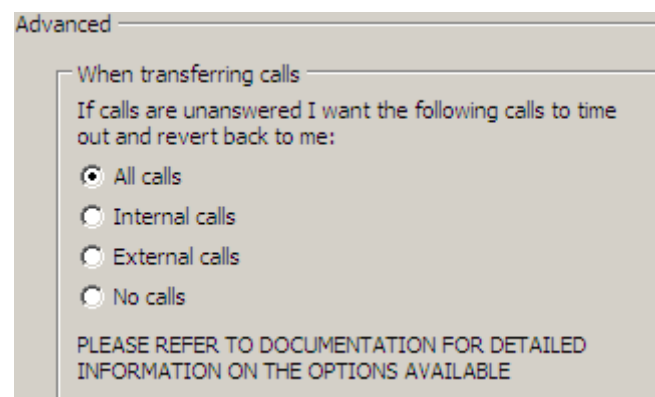 Advanced
When transferring calls
If calls are unanswered I want the following calls to time
out and revert back to me:
All calls
Internal calls
External calls
No calls
PLEASE REFER TO DOCUMENTATION FOR DETAILED
INFORMATION ON THE OPTIONS AVAILABLE